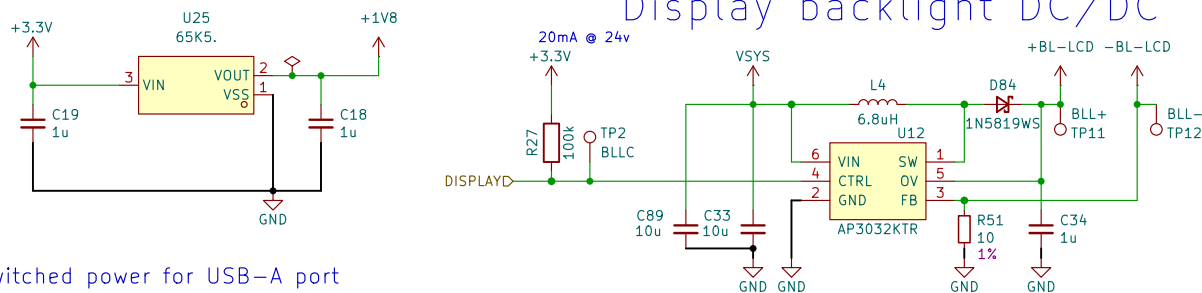 Display backlight DC/DC
U25
65K5.
+3.3V
+1V8
3
VIN
VOUT
2
VSS
1
C19
1u
C18
1u
GND
20mA @ 24v
+3.3V
VSYS
+BL-LCD
-BL-LCD
R27
100k
TP2
BLLC
L4
6.8uH
D84
1N5819WS
BLL+
TP11
BLL-
TP12
U12
6
VIN
SW
1
DISPLAY
4
CTRL
OV
5
2
GND
FB
3
AP3032KTR
C89
10u
C33
10u
R51
10
1%
C34
1u
GND
GND
GND
GND
witched power for USB-A port